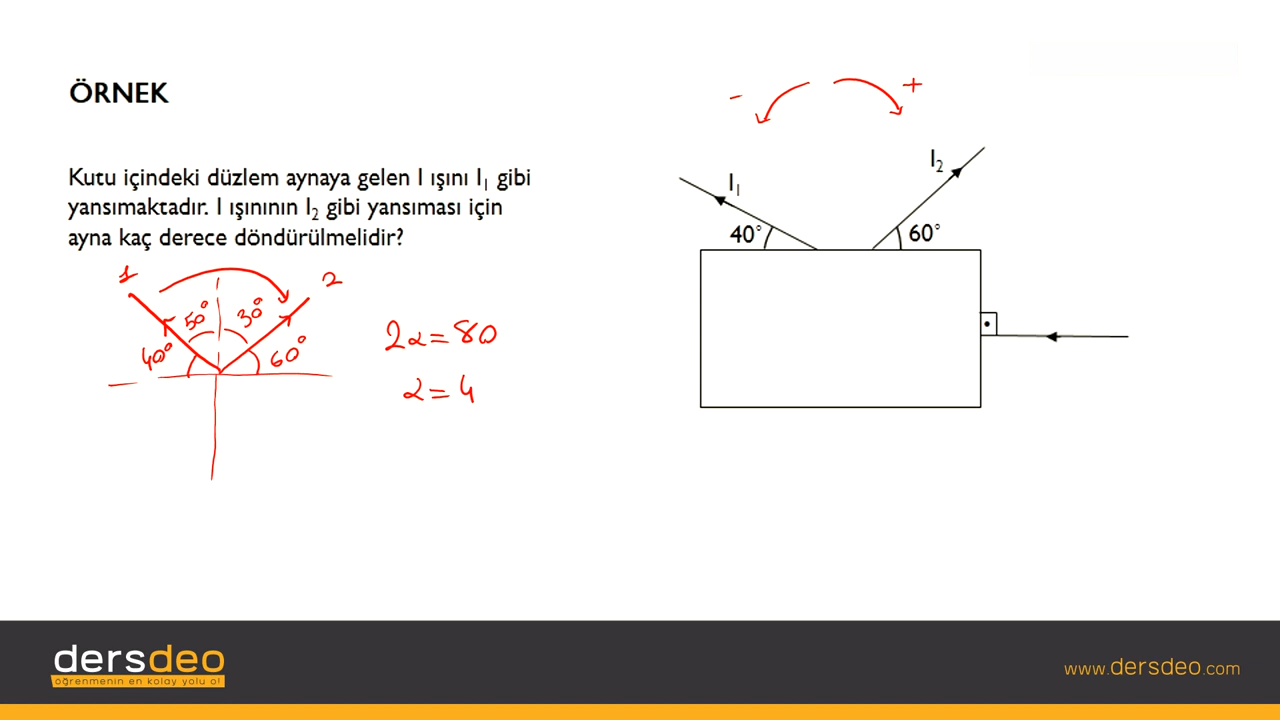 ÖRNEK
Kutu içindeki düzlem aynaya gelen I ışını I₁ gibi
yansımaktadır. I ışınının I₂ gibi yansıması için
ayna kaç derece döndürülmelidir?
1
2
50°
30°
40°
60°
2α=80
α=4
-
+
I₁
I₂
40°
60°
dersdeo
öğrenmenin en kolay yolu o!
www.dersdeo.com